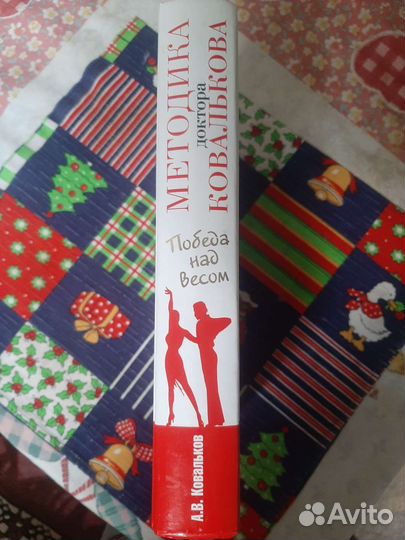 МЕТОДИКА
доктора
КОВАЛЬКОВА
Победа
над
весом
А.В. Ковальков
Avito